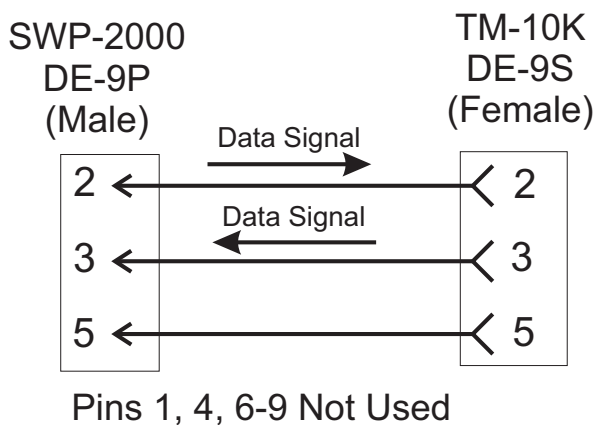 SWP-2000
DE-9P
(Male)
TM-10K
DE-9S
(Female)
Data Signal
2 2
Data Signal
3 3
5 5
Pins 1, 4, 6-9 Not Used